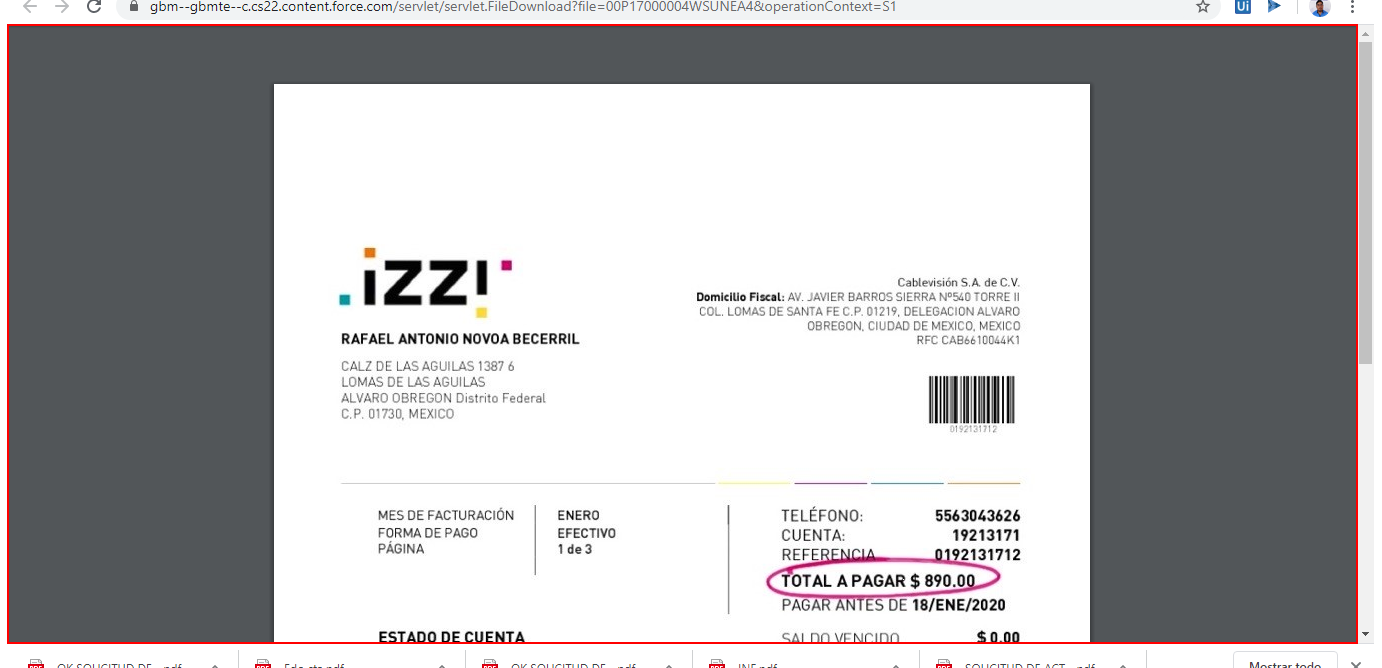 gbm--gbmte--c.cs22.content.force.com/servlet/servlet.FileDownload?file=00P17000004WSUNEA4&operationContext=S1
Ui
izzi
Cablevisión S.A. de C.V.
Domicilio Fiscal: AV. JAVIER BARROS SIERRA Nº540 TORRE II
COL. LOMAS DE SANTA FE C.P. 01219, DELEGACION ALVARO
OBREGON, CIUDAD DE MEXICO, MEXICO
RFC CAB6610044K1
RAFAEL ANTONIO NOVOA BECERRIL
CALZ DE LAS AGUILAS 1387 6
LOMAS DE LAS AGUILAS
ALVARO OBREGON Distrito Federal
C.P. 01730, MEXICO
0192131712
MES DE FACTURACIÓN ENERO
FORMA DE PAGO EFECTIVO
PÁGINA 1 de 3
TELÉFONO: 5563043626
CUENTA: 19213171
REFERENCIA 0192131712
TOTAL A PAGAR $ 890.00
PAGAR ANTES DE 18/ENE/2020
ESTADO DE CUENTA
SALDO VENCIDO $ 0.00
OK SOLICITUD DE....pdf
Edo cta.pdf
OK SOLICITUD DE....pdf
INE.pdf
SOLICITUD DE ACT....pdf
Mostrar todo